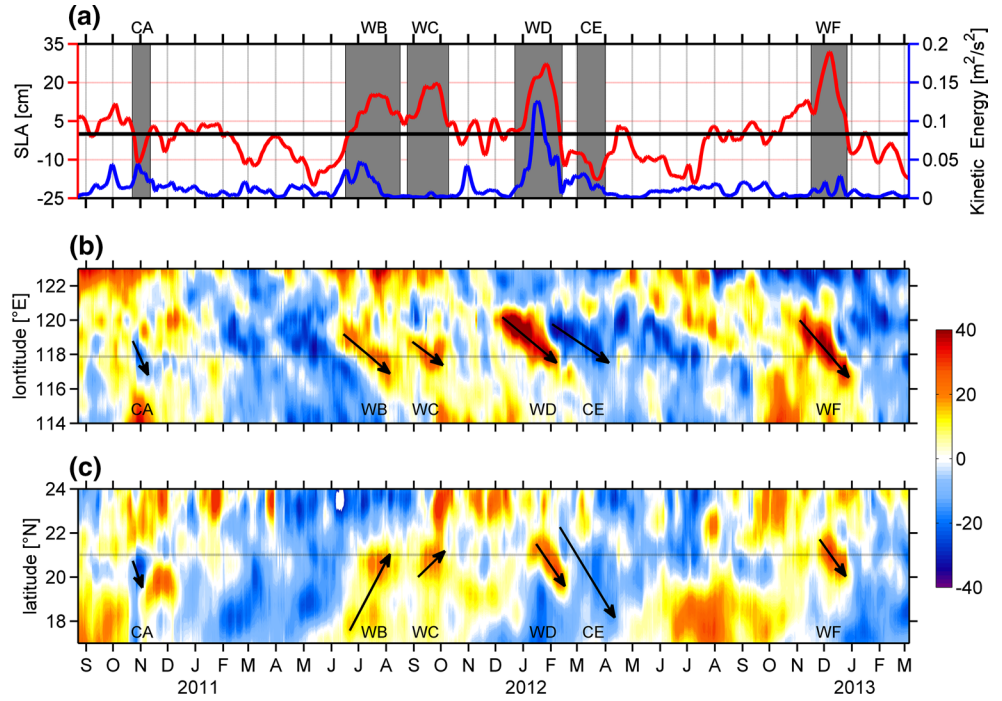 (a)
CA WB WC WD CE WF
35 0.2
20 0.15
5 0.1
-10 0.05
-25 0
SLA [cm]
Kinetic Energy [m²/s²]
(b)
122
120
118
116
114
lontitude [°E]
CA WB WC WD CE WF
(c)
24
22
20
18
latitude [°N]
CA WB WC WD CE WF
S O N D J F M A M J J A S O N D J F M A M J J A S O N D J F M
2011 2012 2013
40
20
0
-20
-40